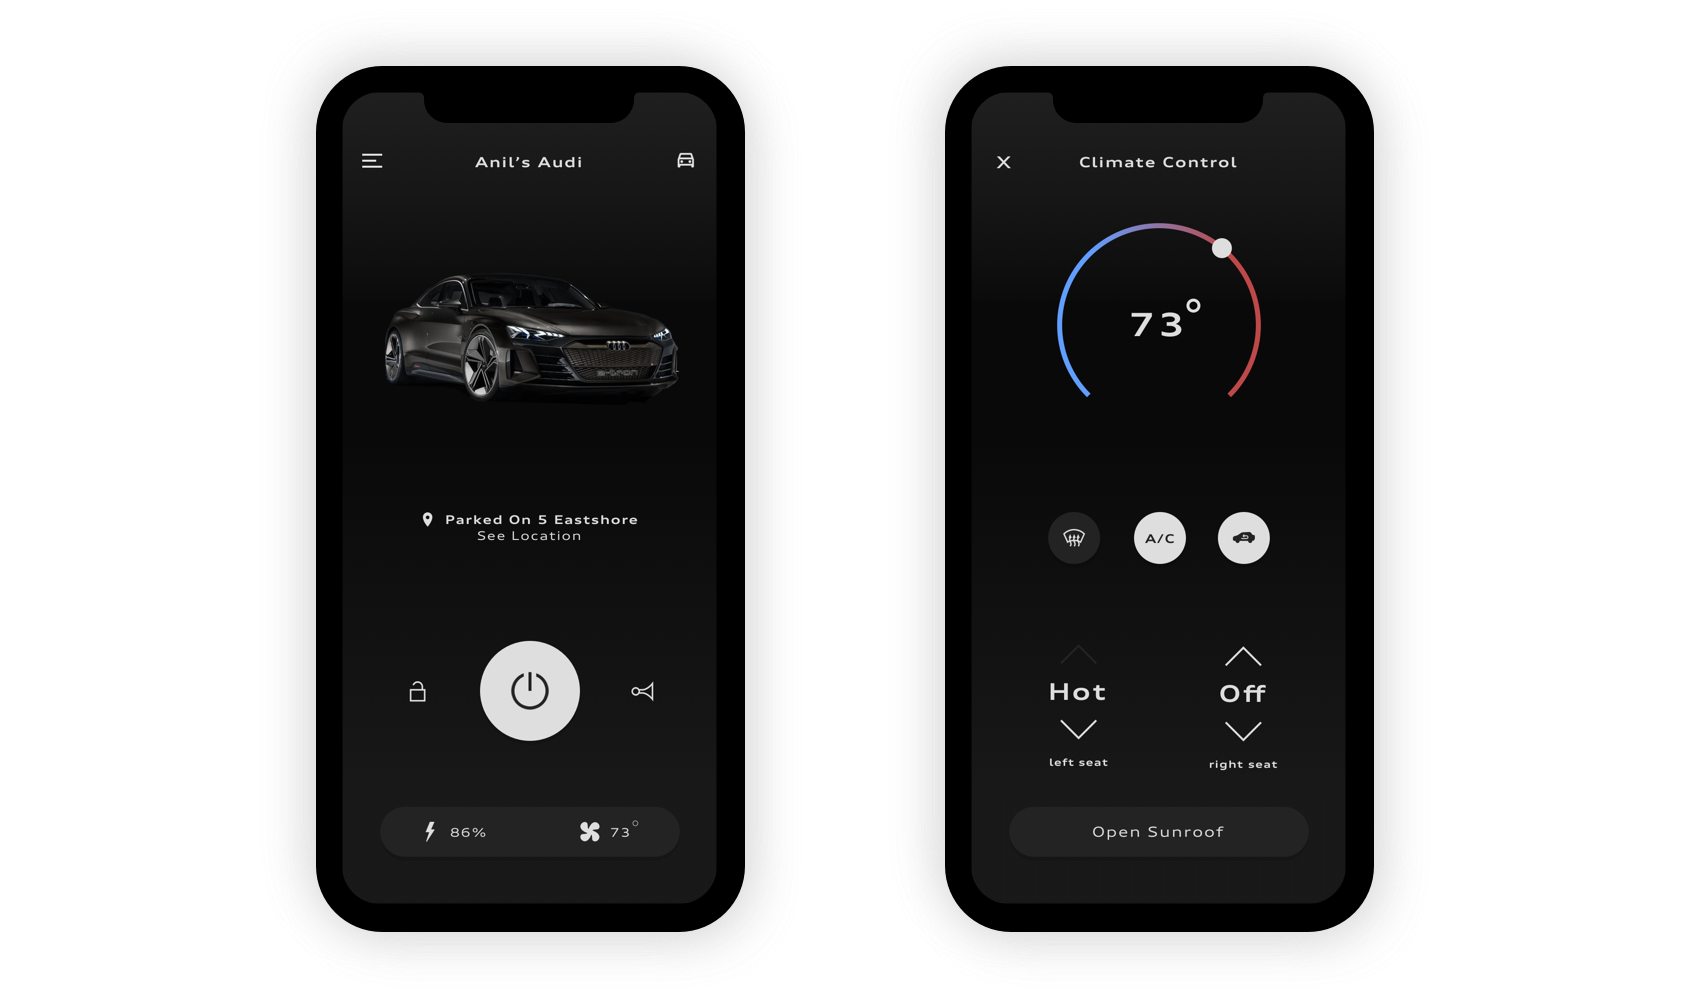 Anil’s Audi
e-tron
Parked On 5 Eastshore
See Location
86%
73°
Climate Control
73°
A/C
Hot
left seat
Off
right seat
Open Sunroof